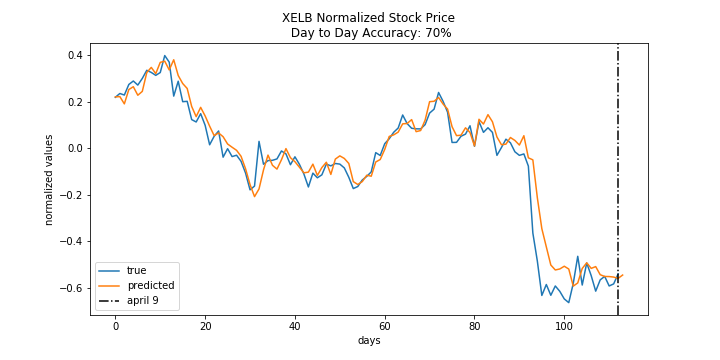 XELB Normalized Stock Price
Day to Day Accuracy: 70%
normalized values
0.4
0.2
0.0
−0.2
−0.4
−0.6
true
predicted
april 9
0 20 40 60 80 100
days